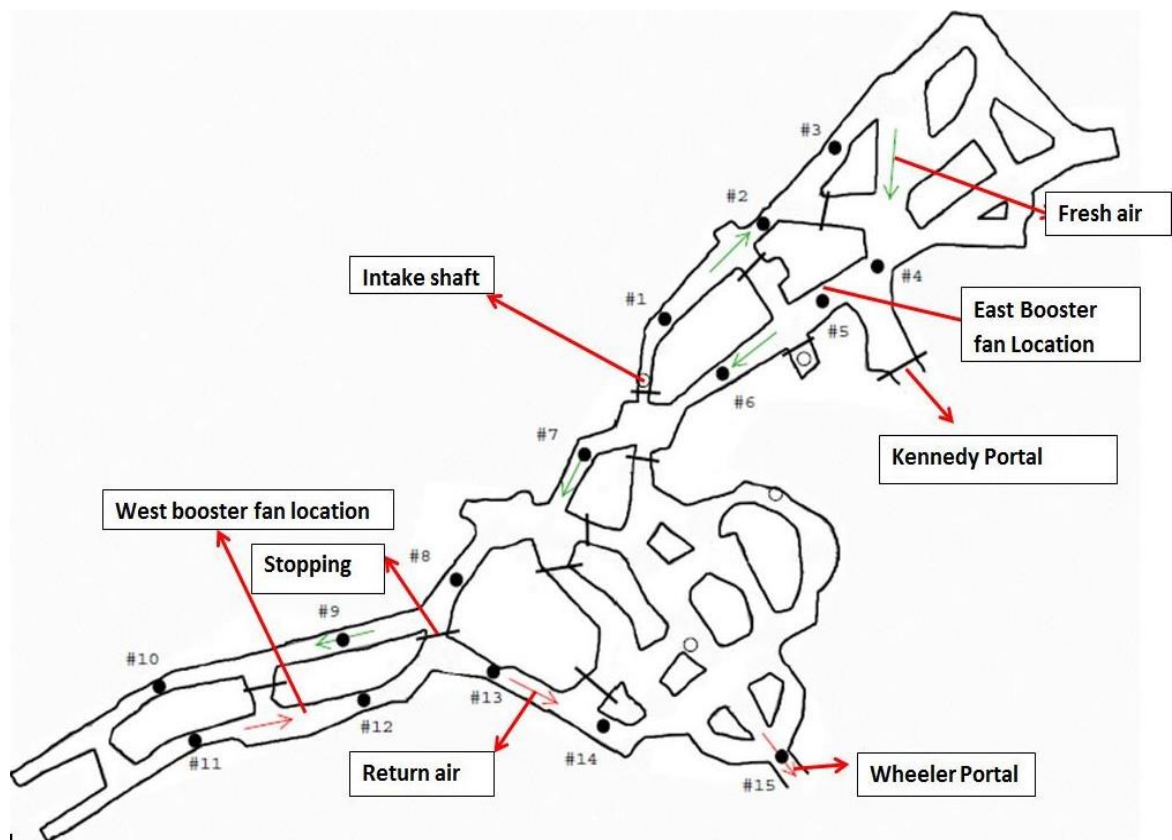 #3
#2
Fresh air
Intake shaft
#4
#1
East Booster
fan Location
#5
#6
#7
Kennedy Portal
West booster fan location
Stopping
#8
#9
#10
#13
#12
#11
#14
Return air
Wheeler Portal
#15